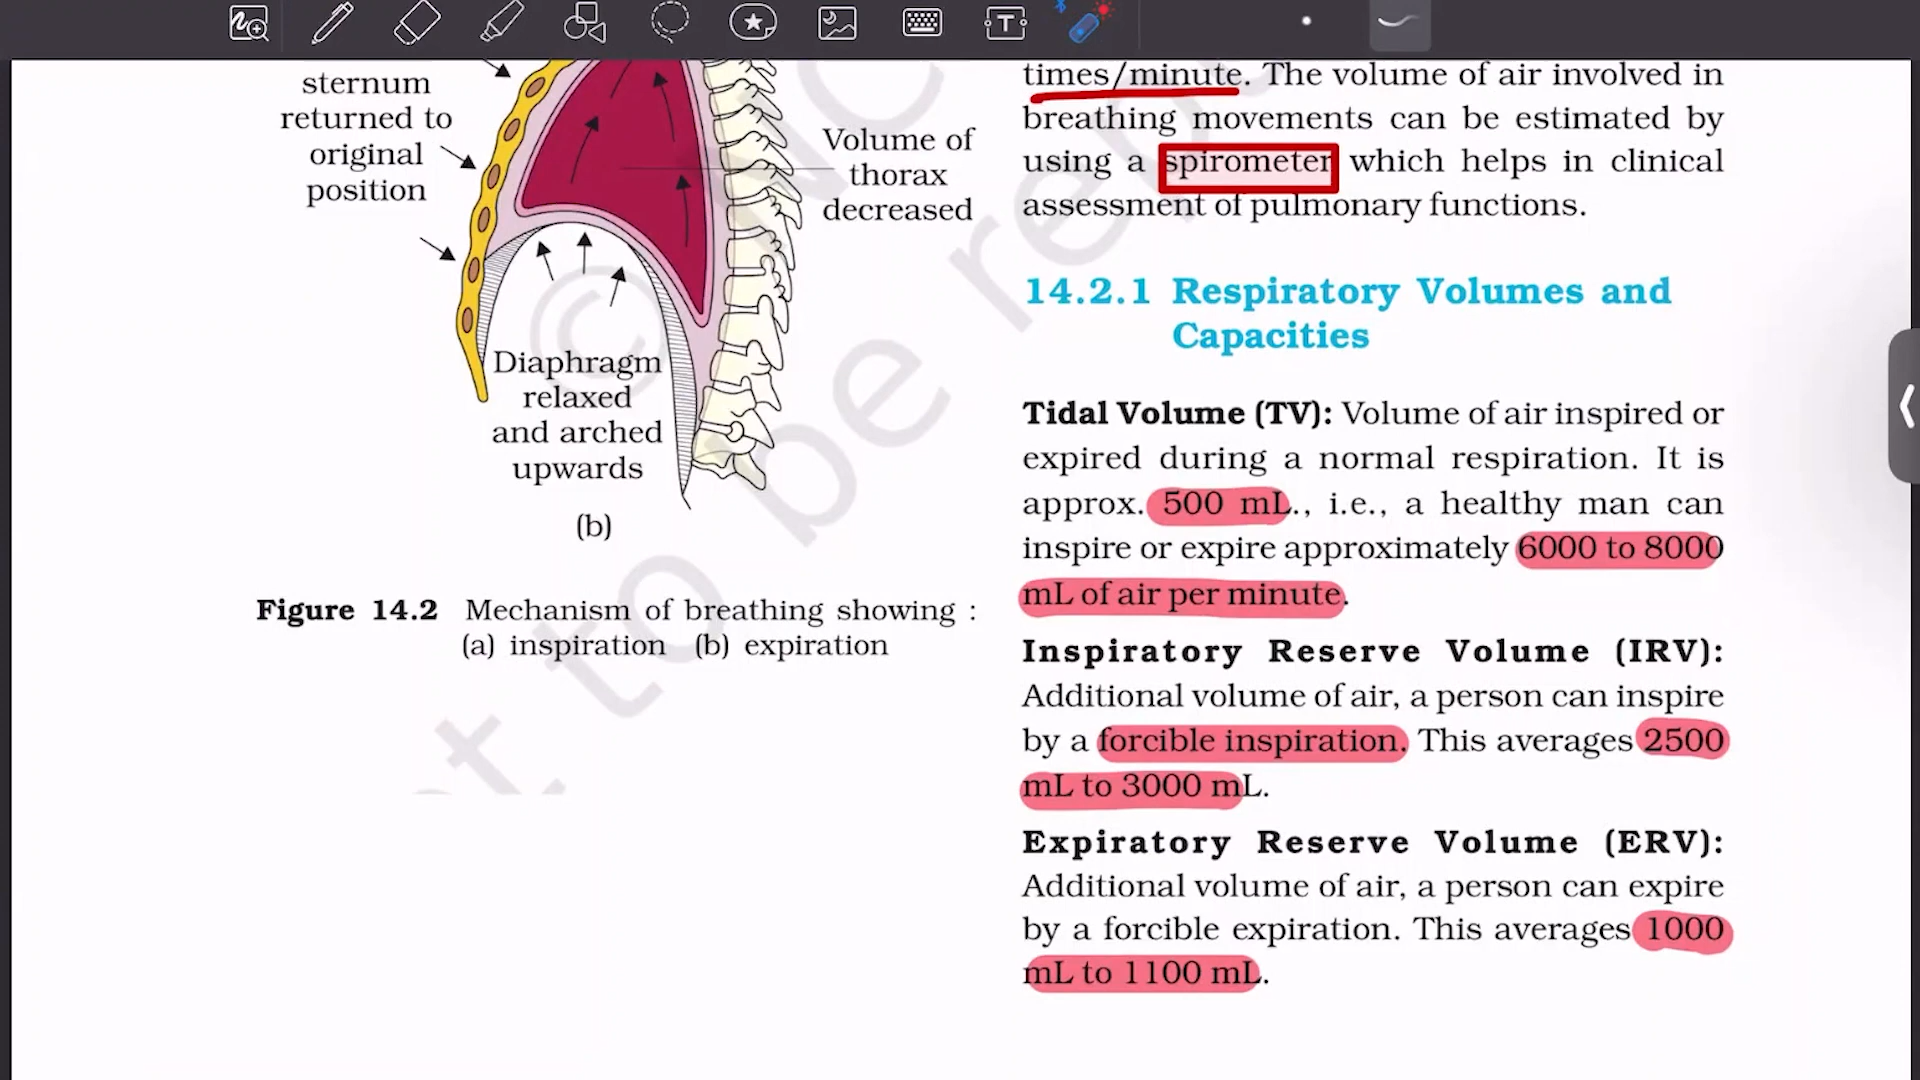 sternum
returned to
original
position
Volume of
thorax
decreased
Diaphragm
relaxed
and arched
upwards
(b)
Figure 14.2 Mechanism of breathing showing :
(a) inspiration (b) expiration
times/minute. The volume of air involved in
breathing movements can be estimated by
using a spirometer which helps in clinical
assessment of pulmonary functions.
14.2.1 Respiratory Volumes and
Capacities
Tidal Volume (TV): Volume of air inspired or
expired during a normal respiration. It is
approx. 500 mL., i.e., a healthy man can
inspire or expire approximately 6000 to 8000
mL of air per minute.
Inspiratory Reserve Volume (IRV):
Additional volume of air, a person can inspire
by a forcible inspiration. This averages 2500
mL to 3000 mL.
Expiratory Reserve Volume (ERV):
Additional volume of air, a person can expire
by a forcible expiration. This averages 1000
mL to 1100 mL.
T
to be